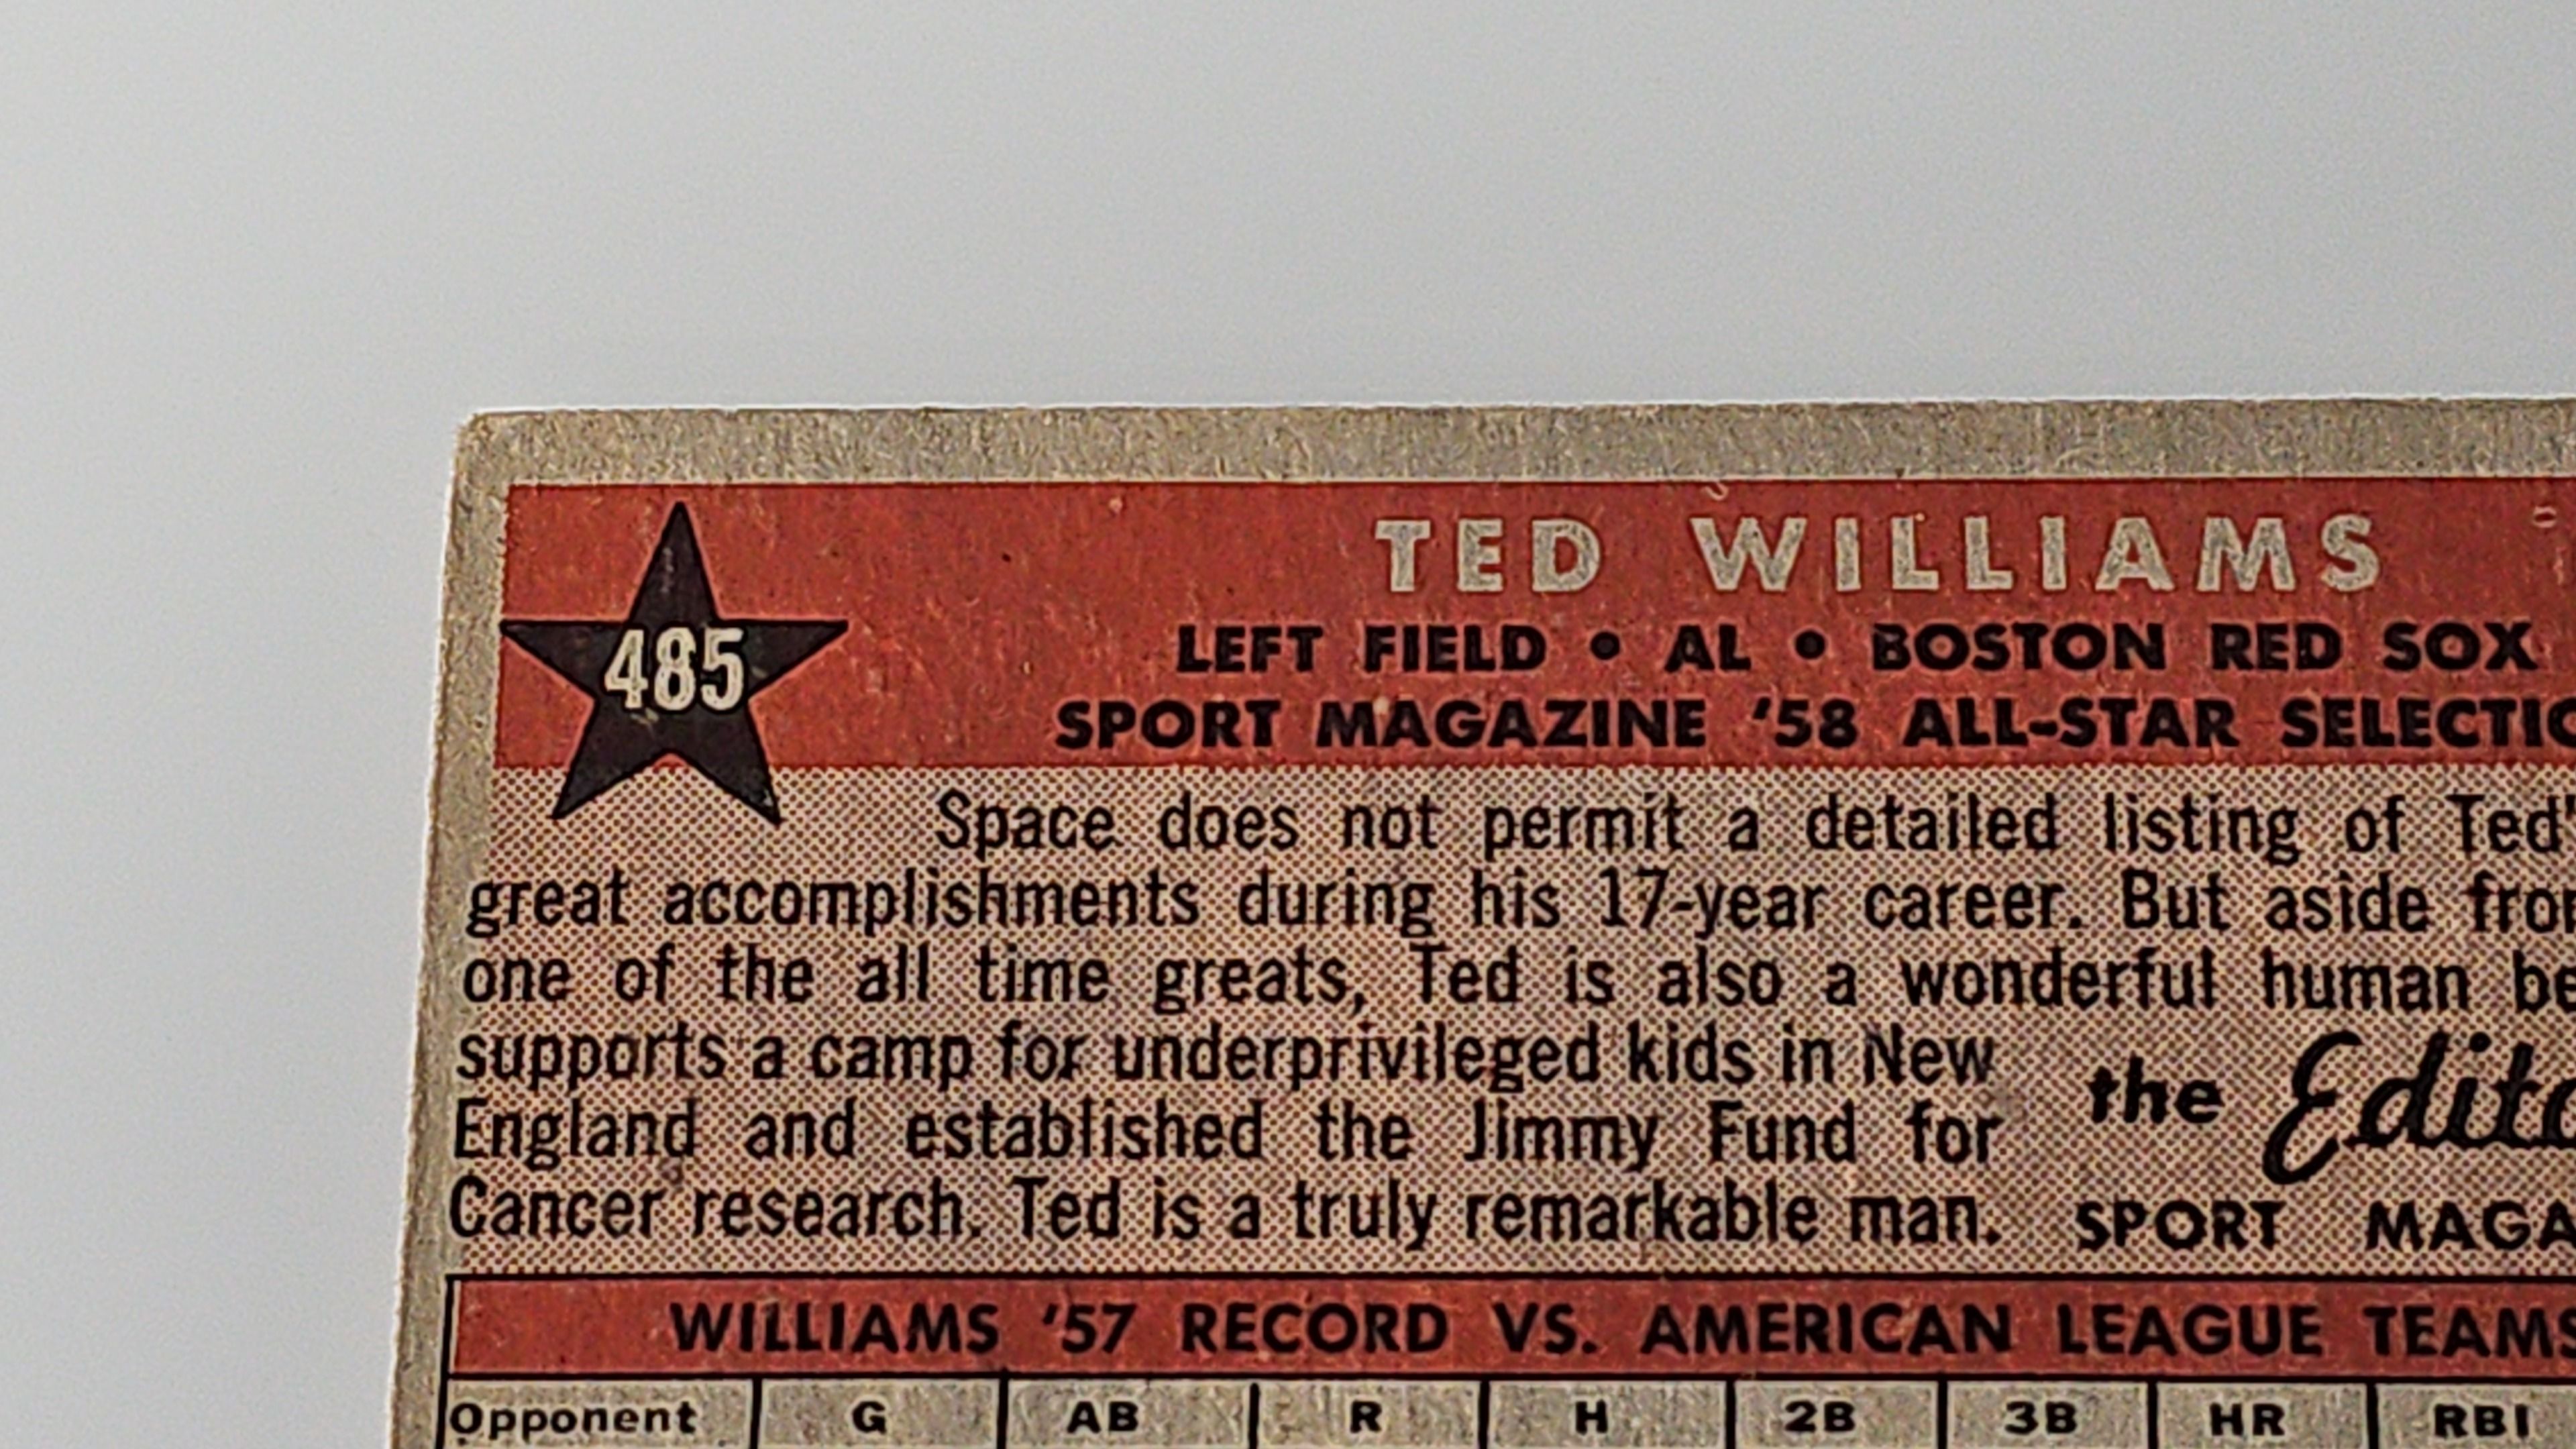 TED WILLIAMS
485
LEFT FIELD • AL • BOSTON RED SOX
SPORT MAGAZINE '58 ALL-STAR
Space does not permit a detailed listing of Ted'
great accomplishments during his 17-year career. But aside
one of the all time greats, Ted is also a wonderful human
supports a camp for underprivileged kids in New
England and established the Jimmy Fund for
Cancer research. Ted is a truly remarkable man.
the
SPORT
WILLIAMS '57 RECORD VS. AMERICAN LEAGUE TEAMS
Opponent G AB R H 2B 3B HR RBI